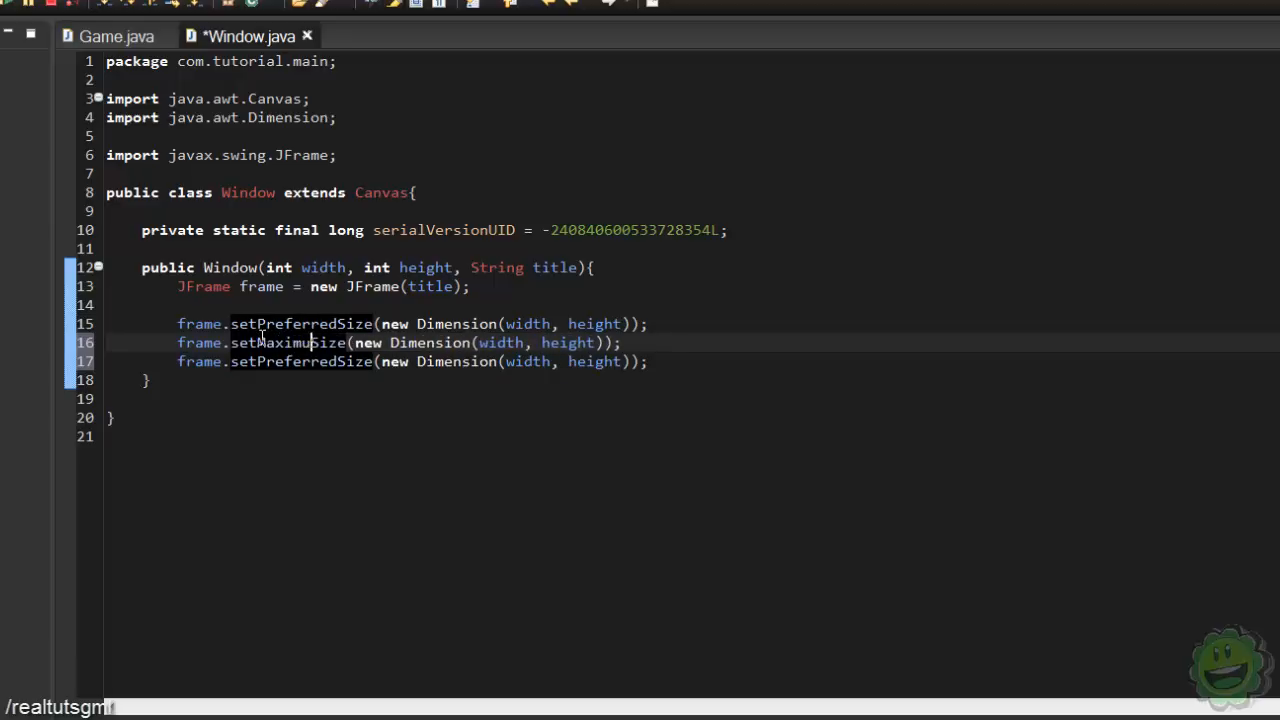 Game.java *Window.java
1 package com.tutorial.main;
2
3 import java.awt.Canvas;
4 import java.awt.Dimension;
5
6 import javax.swing.JFrame;
7
8 public class Window extends Canvas{
9
10 private static final long serialVersionUID = -240840600533728354L;
11
12 public Window(int width, int height, String title){
13 JFrame frame = new JFrame(title);
14
15 frame.setPreferredSize(new Dimension(width, height));
16 frame.setMaximuSize(new Dimension(width, height));
17 frame.setPreferredSize(new Dimension(width, height));
18 }
19
20 }
21
/realtutsgm